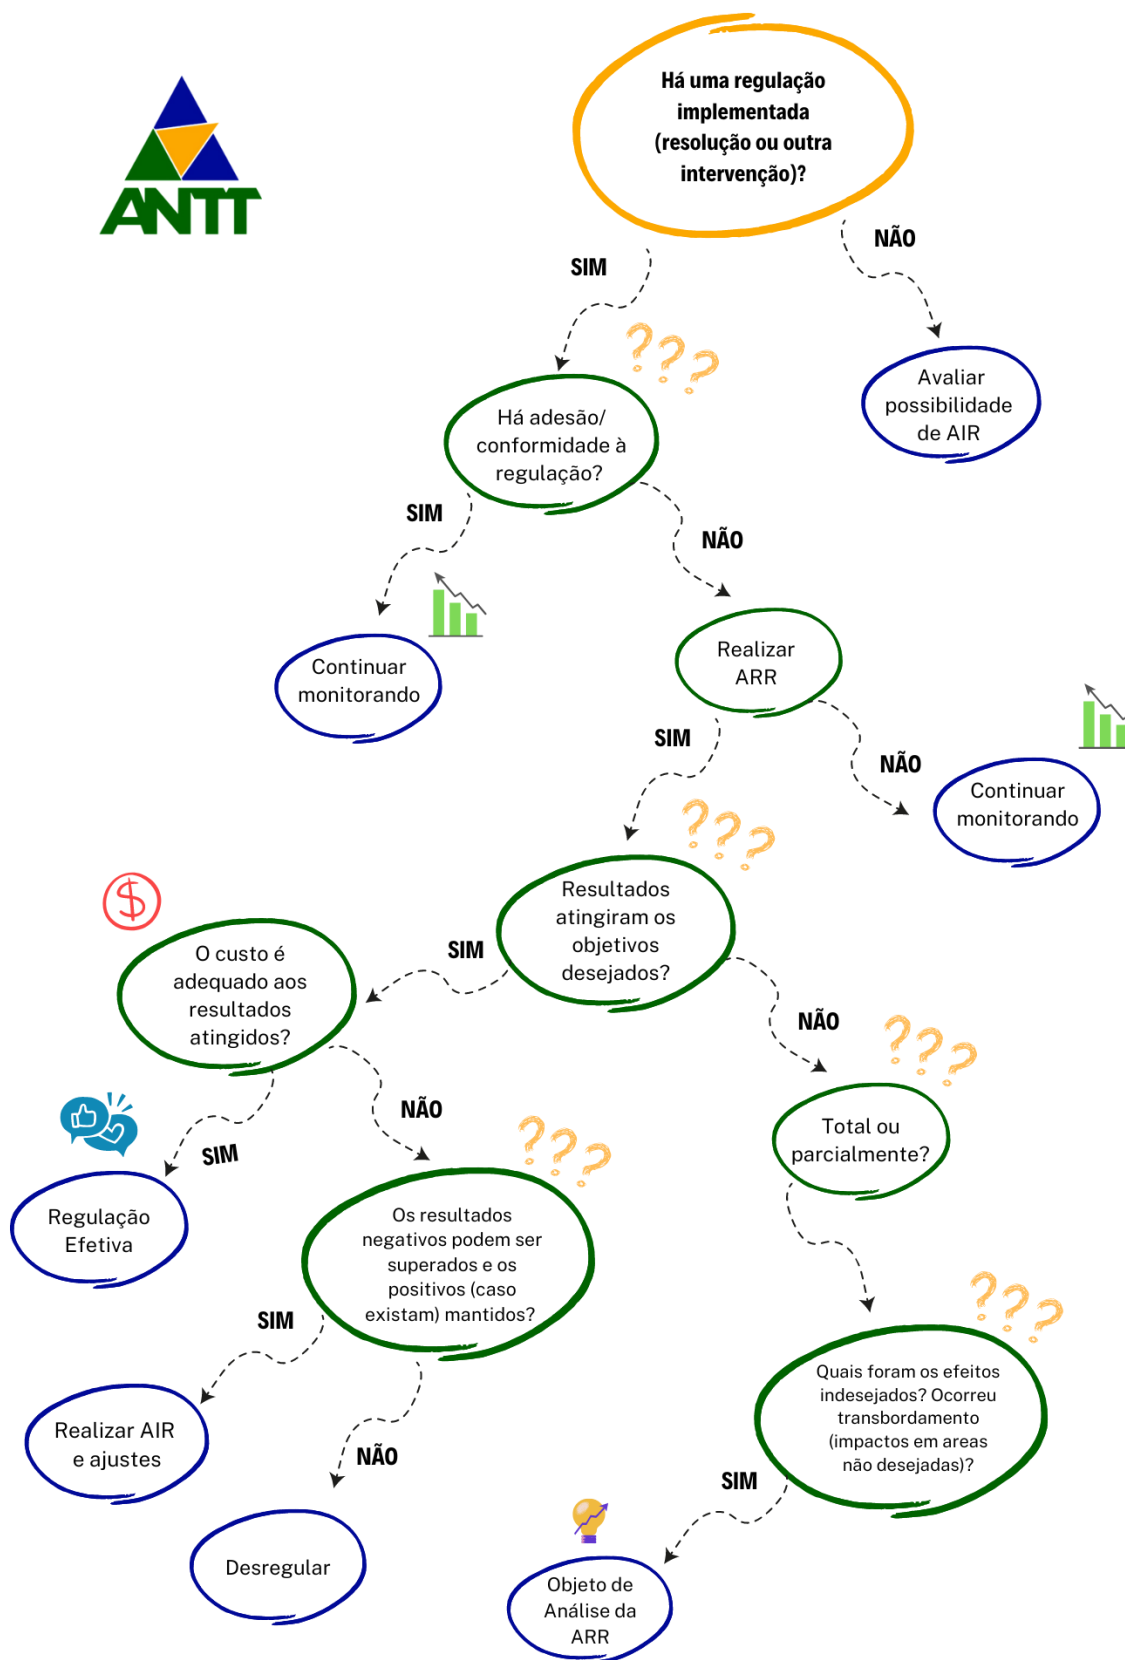 Há uma regulação
implementada
(resolução ou outra
intervenção)?
ANTT
NÃO
SIM
Avaliar
possibilidade
de AIR
Há adesão/
conformidade à
regulação?
SIM
NÃO
Continuar
monitorando
Realizar
ARR
SIM
NÃO
Continuar
monitorando
Resultados
atingiram os
objetivos
desejados?
SIM
O custo é
adequado aos
resultados
atingidos?
NÃO
NÃO
SIM
Total ou
parcialmente?
Regulação
Efetiva
Os resultados
negativos podem ser
superados e os
positivos (caso
existam) mantidos?
SIM
Quais foram os efeitos
indesejados? Ocorreu
transbordamento
(impactos em areas
não desejadas)?
Realizar AIR
e ajustes
NÃO
SIM
Desregular
Objeto de
Análise da
ARR